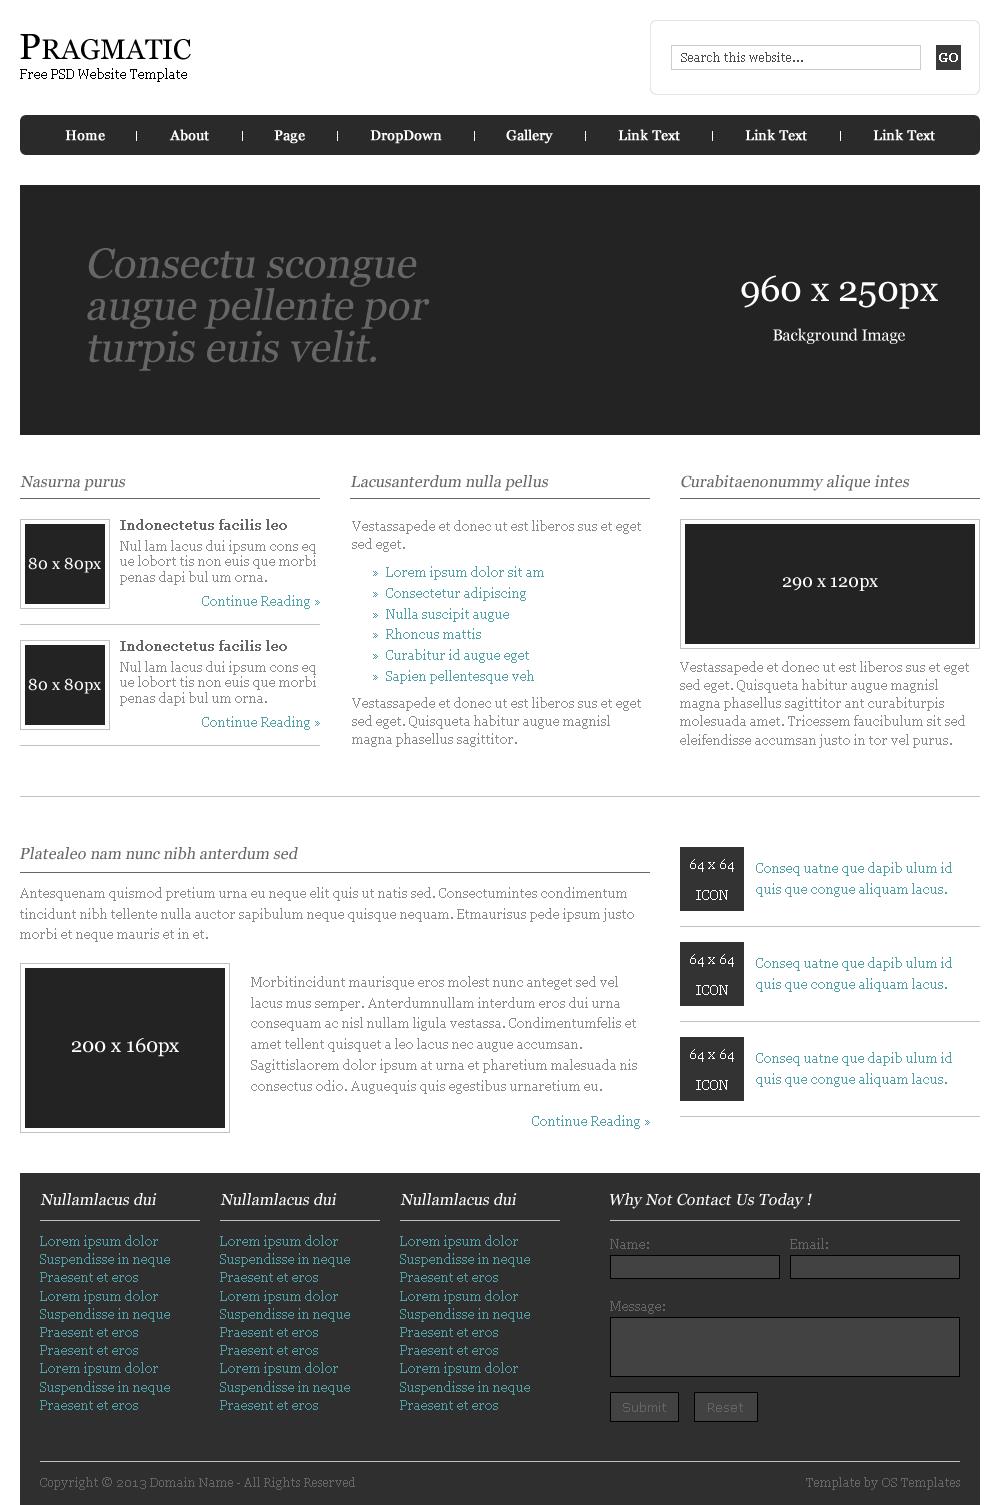 PRAGMATIC
Free PSD Website Template
Search this website...
GO
Home
About
Page
DropDown
Gallery
Link Text
Link Text
Link Text
Consectu scongue
augue pellente por
turpis euis velit.
960 x 250px
Background Image
Nasurna purus
80 x 80px
Indonectetus facilis leo
Nul lam lacus dui ipsum cons eq
ue lobort tis non euis que morbi
penas dapi bul um orna.
Continue Reading »
80 x 80px
Indonectetus facilis leo
Nul lam lacus dui ipsum cons eq
ue lobort tis non euis que morbi
penas dapi bul um orna.
Continue Reading »
Lacusanterdum nulla pellus
Vestassapede et donec ut est liberos sus et eget
sed eget.
» Lorem ipsum dolor sit am
» Consectetur adipiscing
» Nulla suscipit augue
» Rhoncus mattis
» Curabitur id augue eget
» Sapien pellentesque veh
Vestassapede et donec ut est liberos sus et eget
sed eget. Quisqueta habitur augue magnisl
magna phasellus sagittitor.
Curabitaenonummy alique intes
290 x 120px
Vestassapede et donec ut est liberos sus et eget
sed eget. Quisqueta habitur augue magnisl
magna phasellus sagittitor ant curabiturpis
molesuada amet. Tricessem faucibulum sit sed
eleifendisse accumsan justo in tor vel purus.
Platealeo nam nunc nibh anterdum sed
Antesquenam quismod pretium urna eu neque elit quis ut natis sed. Consectumintes condimentum
tincidunt nibh tellente nulla auctor sapibulum neque quisque nequam. Etmaurisus pede ipsum justo
morbi et neque mauris et in et.
200 x 160px
Morbitincidunt maurisque eros molest nunc anteget sed vel
lacus mus semper. Anterdumnullam interdum eros dui urna
consequam ac nisl nullam ligula vestassa. Condimentumfelis et
amet tellent quisquet a leo lacus nec augue accumsan.
Sagittislaorem dolor ipsum at urna et pharetium malesuada nis
consectus odio. Auguequis quis egestibus urnaretium eu.
Continue Reading »
64 x 64
ICON
Conseq uatne que dapib ulum id
quis que congue aliquam lacus.
64 x 64
ICON
Conseq uatne que dapib ulum id
quis que congue aliquam lacus.
64 x 64
ICON
Conseq uatne que dapib ulum id
quis que congue aliquam lacus.
Nullamlacus dui
Lorem ipsum dolor
Suspendisse in neque
Praesent et eros
Lorem ipsum dolor
Suspendisse in neque
Praesent et eros
Praesent et eros
Lorem ipsum dolor
Suspendisse in neque
Praesent et eros
Nullamlacus dui
Lorem ipsum dolor
Suspendisse in neque
Praesent et eros
Lorem ipsum dolor
Suspendisse in neque
Praesent et eros
Praesent et eros
Lorem ipsum dolor
Suspendisse in neque
Praesent et eros
Nullamlacus dui
Lorem ipsum dolor
Suspendisse in neque
Praesent et eros
Lorem ipsum dolor
Suspendisse in neque
Praesent et eros
Praesent et eros
Lorem ipsum dolor
Suspendisse in neque
Praesent et eros
Why Not Contact Us Today !
Name:
Email:
Message:
Submit
Reset
Copyright © 2013 Domain Name - All Rights Reserved
Template by OS Templates